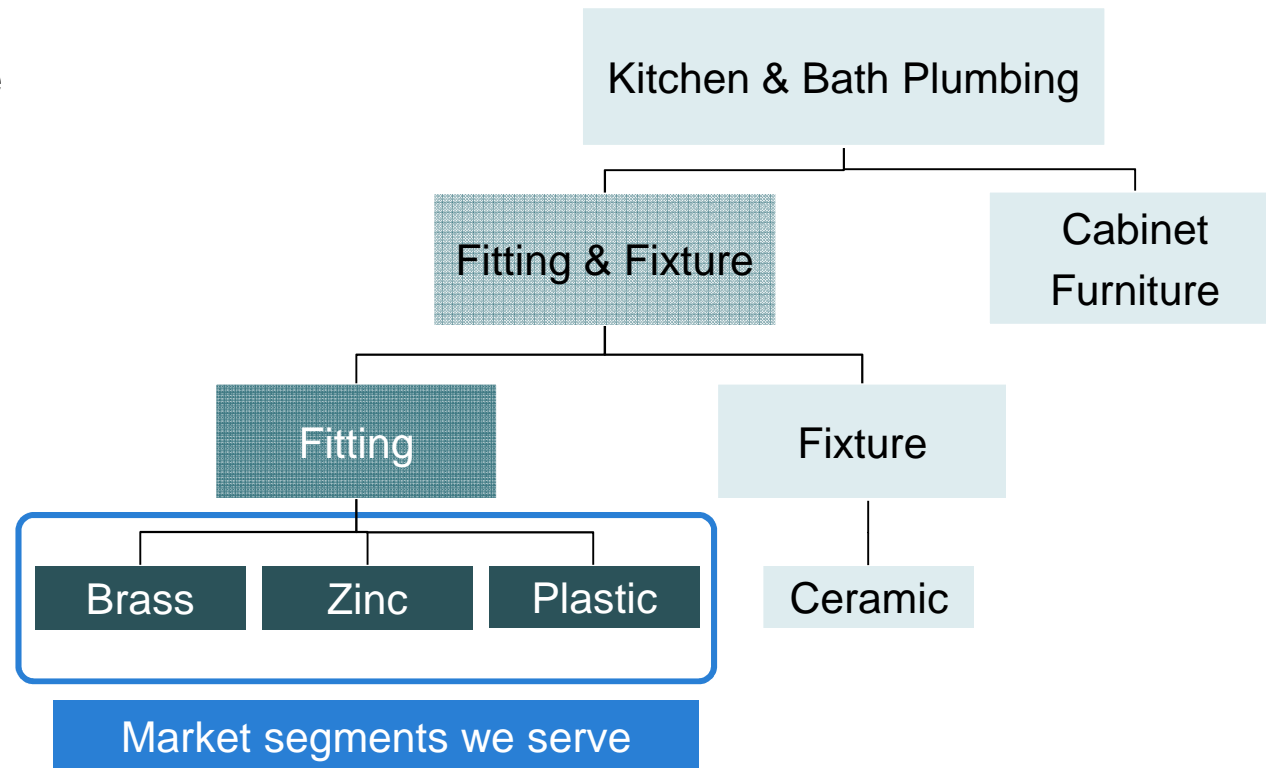 Kitchen & Bath Plumbing
Fitting & Fixture
Cabinet
Furniture
Fitting
Fixture
Brass
Zinc
Plastic
Ceramic
Market segments we serve